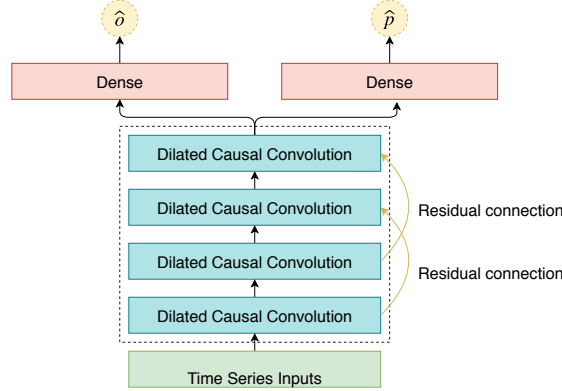 ô p̂
Dense Dense
Dilated Causal Convolution
Dilated Causal Convolution
Residual connection
Dilated Causal Convolution
Residual connection
Dilated Causal Convolution
Time Series Inputs